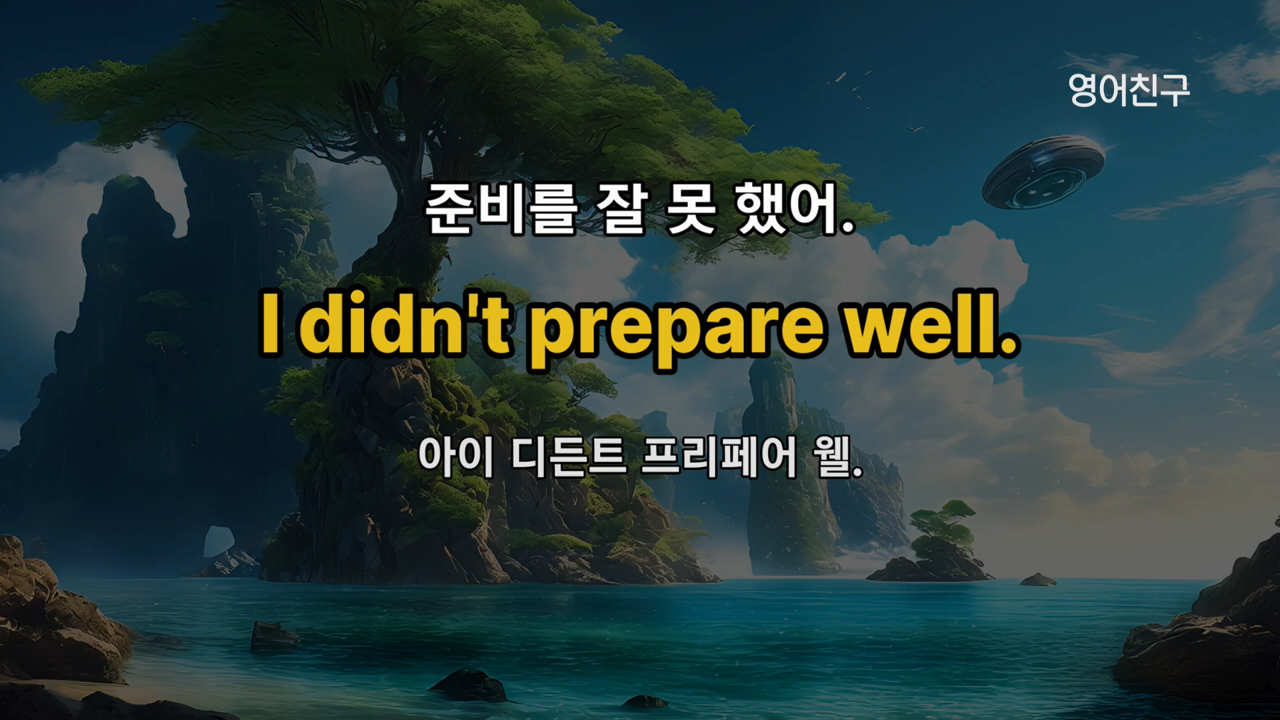 영어친구
준비를 잘 못 했어.
I didn't prepare well.
아이 디든트 프리페어 웰.